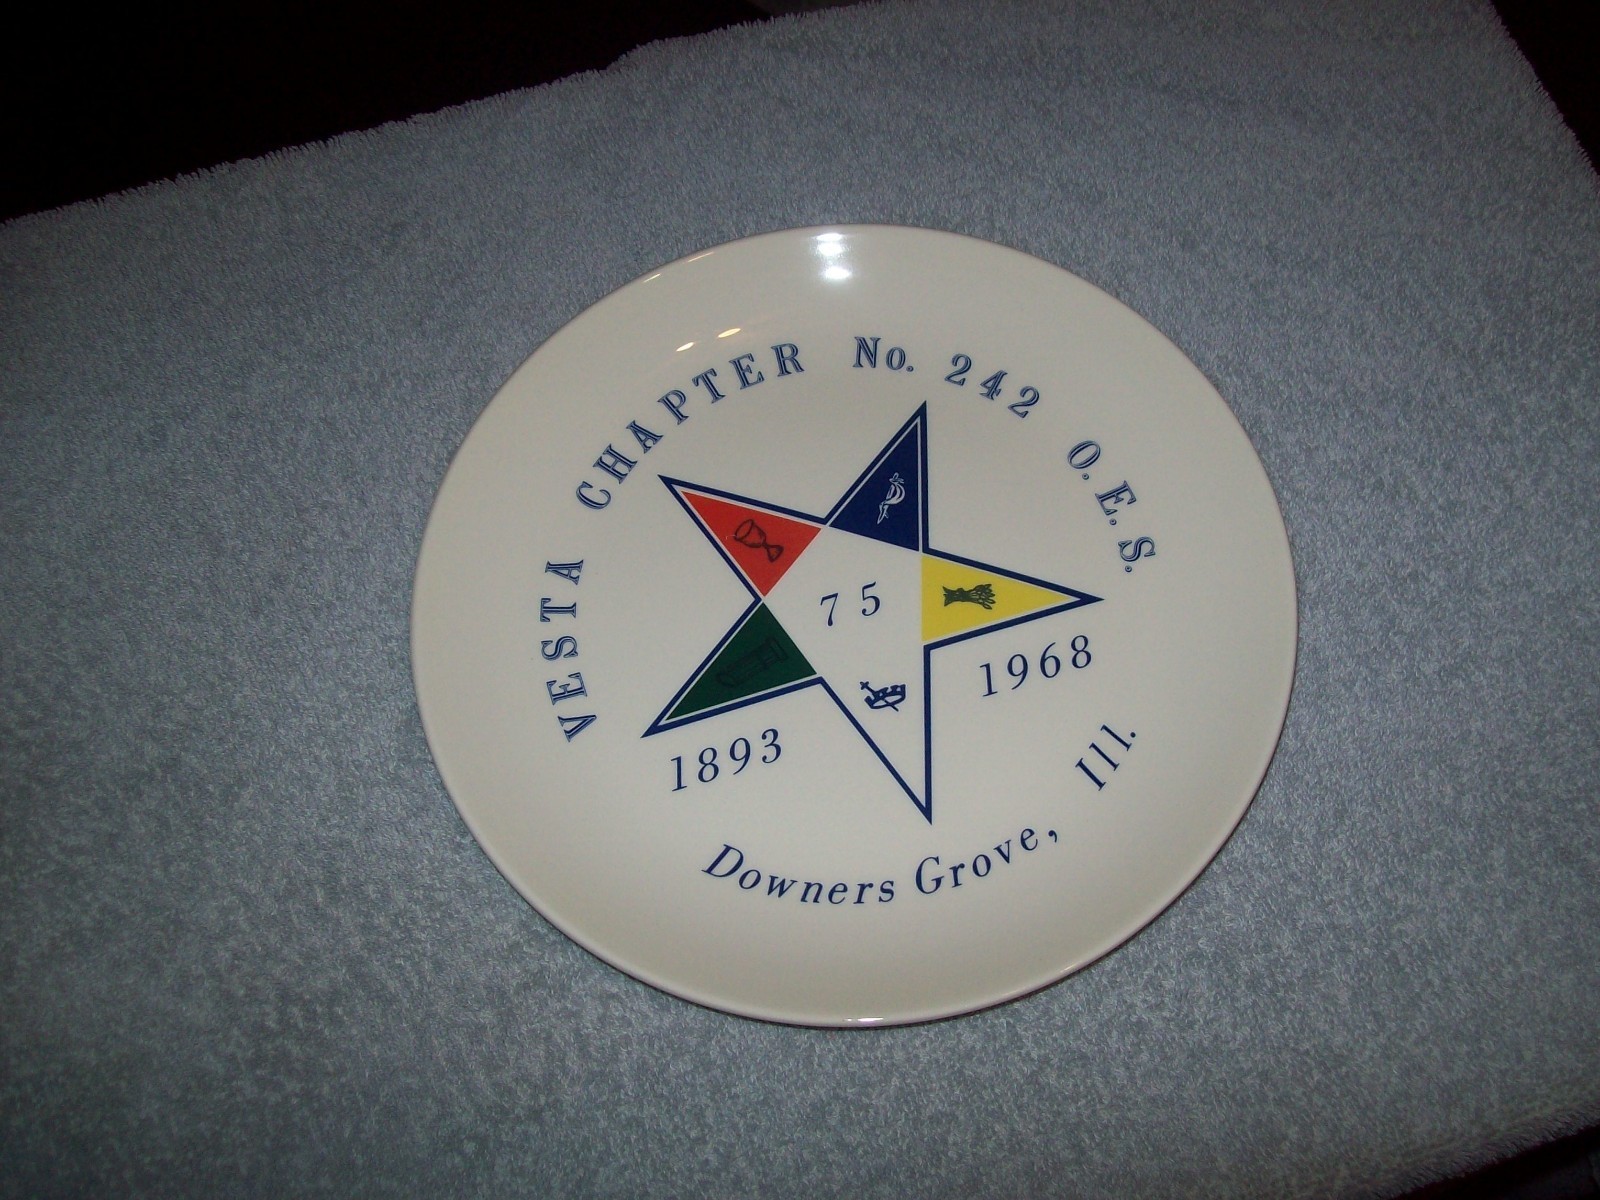 VESTA CHAPTER No. 242 O.E.S.
75
1893
1968
Downers Grove, Ill.